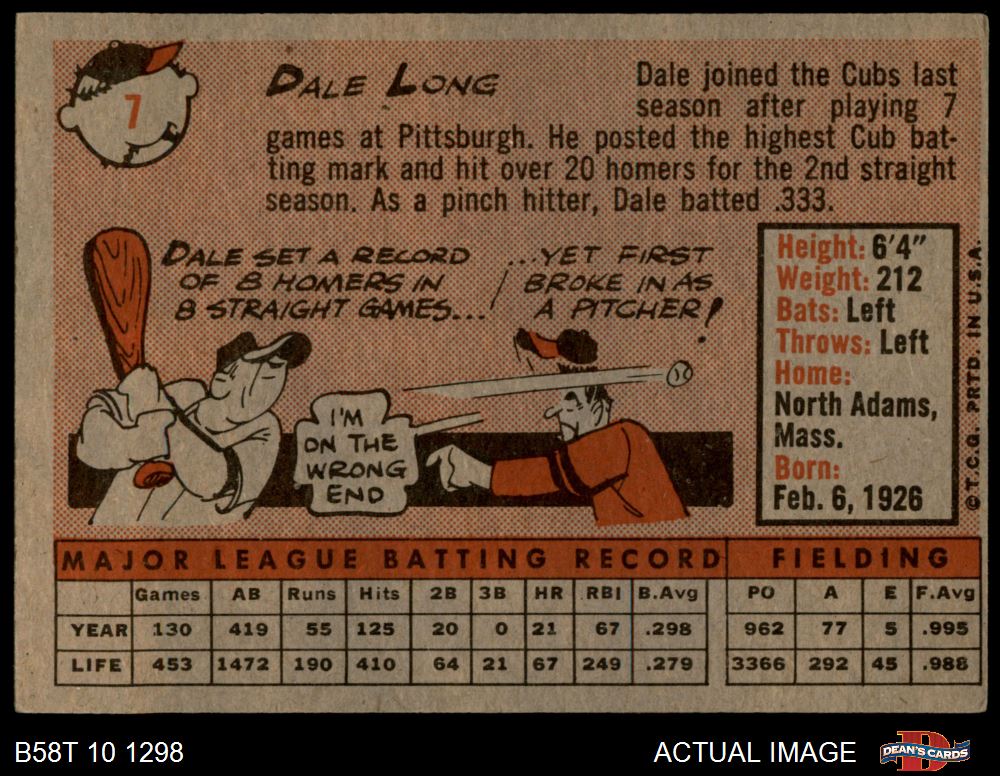 7
DALE LONG
Dale joined the Cubs last
season after playing 7
games at Pittsburgh. He posted the highest Cub bat-
ting mark and hit over 20 homers for the 2nd straight
season. As a pinch hitter, Dale batted .333.
DALE SET A RECORD
OF 8 HOMERS IN
8 STRAIGHT GAMES...
...YET FIRST
BROKE IN AS
A PITCHER!
I'M
ON THE
WRONG
END
Height: 6'4"
Weight: 212
Bats: Left
Throws: Left
Home:
North Adams,
Mass.
Born:
Feb. 6, 1926
© T.C.G. PRTD. IN U.S.A.
MAJOR LEAGUE BATTING RECORD FIELDING
Games AB Runs Hits 2B 3B HR RBI B.Avg PO A E F.Avg
YEAR 130 419 55 125 20 0 21 67 .298 962 77 5 .995
LIFE 453 1472 190 410 64 21 67 249 .279 3366 292 45 .988
B58T 10 1298
ACTUAL IMAGE
D
DEAN'S CARDS